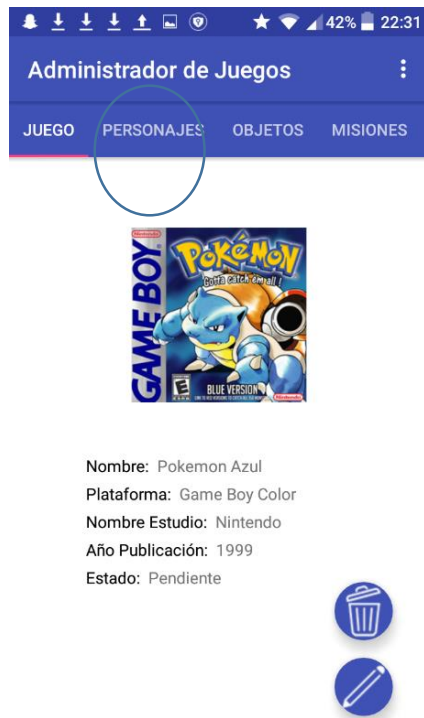 42% 22:31
Administrador de Juegos
JUEGO PERSONAJES OBJETOS MISIONES
GAME BOY
POKéMON
Gotta catch 'em all!
BLUE VERSION
Nintendo
Nombre: Pokemon Azul
Plataforma: Game Boy Color
Nombre Estudio: Nintendo
Año Publicación: 1999
Estado: Pendiente